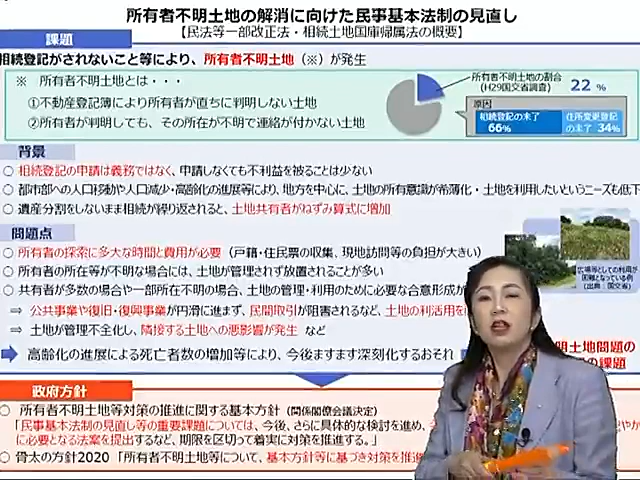 所有者不明土地の解消に向けた民事基本法制の見直し
【民法等一部改正法・相続土地国庫帰属法の概要】
課題
相続登記がされないこと等により、所有者不明土地（※）が発生
※ 所有者不明土地とは・・・
①不動産登記簿により所有者が直ちに判明しない土地
②所有者が判明しても、その所在が不明で連絡が付かない土地
所有者不明土地の割合
(H29国交省調査) 22 %
原因
相続登記の未了 66%
住所変更登記の未了 34%
背景
○ 相続登記の申請は義務ではなく、申請しなくても不利益を被ることは少ない
○ 都市部への人口移動や人口減少・高齢化の進展等により、地方を中心に、土地の所有意識が希薄化・土地を利用したいというニーズも低下
○ 遺産分割をしないまま相続が繰り返されると、土地共有者がねずみ算式に増加
問題点
○ 所有者の探索に多大な時間と費用が必要（戸籍・住民票の収集、現地訪問等の負担が大きい）
○ 所有者の所在等が不明な場合には、土地が管理されず放置されることが多い
○ 共有者が多数の場合や一部所在不明の場合、土地の管理・利用のために必要な合意形成が
⇒ 公共事業や復旧・復興事業が円滑に進まず、民間取引が阻害されるなど、土地の利活用を
⇒ 土地が管理不全化し、隣接する土地への悪影響が発生 など
広場等としての利用が
困難となっている例
(出典：国交省)
高齢化の進展による死亡者数の増加等により、今後ますます深刻化するおそれ
明土地問題の
の課題
政府方針
○ 所有者不明土地等対策の推進に関する基本方針（関係閣僚会議決定）
「民事基本法制の見直し等の重要課題については、今後、さらに具体的な検討を進め、
に必要となる法案を提出するなど、期限を区切って着実に対策を推進する。」
○ 骨太の方針2020 「所有者不明土地等について、基本方針等に基づき対策を推進